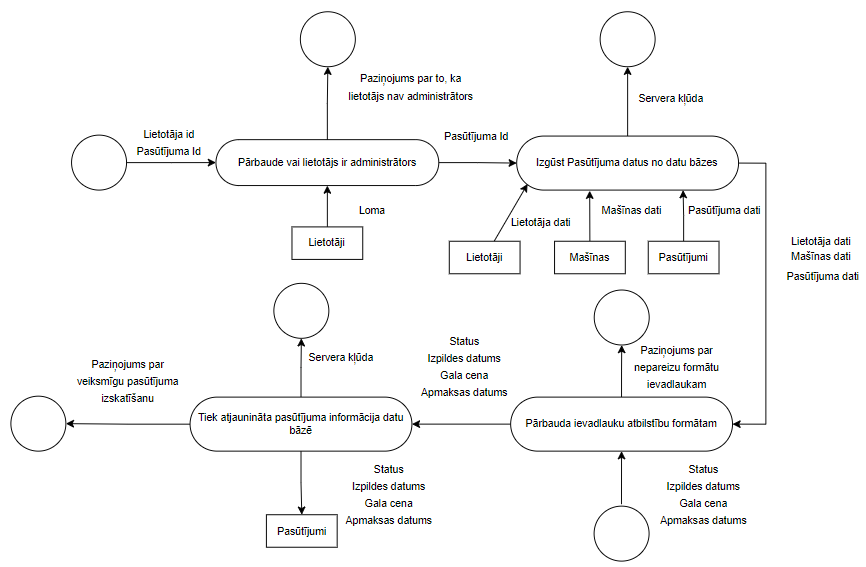 Paziņojums par to, ka
lietotājs nav administrātors
Servera kļūda
Lietotāja id
Pasūtījuma Id
Pārbaude vai lietotājs ir administrātors
Pasūtījuma Id
Izgūst Pasūtījuma datus no datu bāzes
Loma
Lietotāji
Lietotāja dati
Mašīnas dati
Pasūtījuma dati
Lietotāji
Mašīnas
Pasūtījumi
Lietotāja dati
Mašīnas dati
Pasūtījuma dati
Paziņojums par
nepareizu formātu
ievadlaukam
Status
Izpildes datums
Gala cena
Apmaksas datums
Servera kļūda
Paziņojums par
veiksmīgu pasūtījuma
izskatīšanu
Tiek atjaunināta pasūtījuma informācija datu
bāzē
Pārbauda ievadlauku atbilstību formātam
Status
Izpildes datums
Gala cena
Apmaksas datums
Status
Izpildes datums
Gala cena
Apmaksas datums
Pasūtījumi